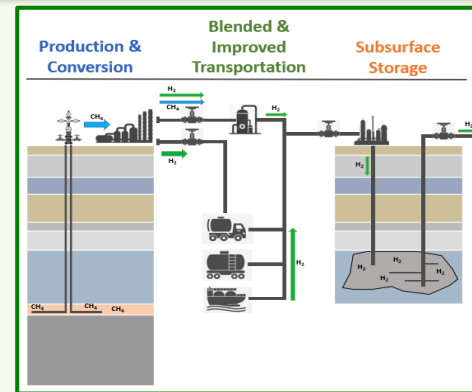 Production &
Conversion
Blended &
Improved
Transportation
Subsurface
Storage
H₂
CH₄
CH₄
H₂
H₂
H₂
H₂
H₂
H₂
H₂
H₂
H₂
CH₄
CH₄
CH₄